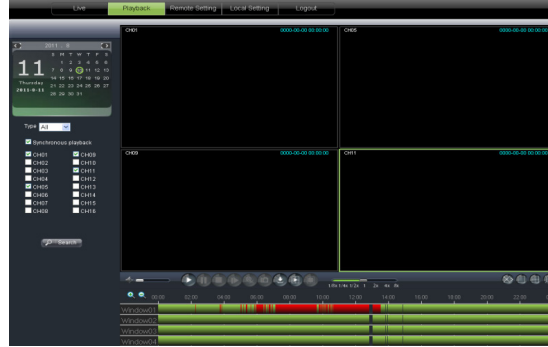 Live Playback Remote Setting Local Setting Logout
2011 . 8
S M T W T F S
1 2 3 4 5 6
7 8 9 10 11 12 13
14 15 16 17 18 19 20
21 22 23 24 25 26 27
28 29 30 31
11
Thursday
2011-8-11
Type All
Synchronous playback
CH01 CH09
CH02 CH10
CH03 CH11
CH04 CH12
CH05 CH13
CH06 CH14
CH07 CH15
CH08 CH16
Search
CH01 0000-00-00 00:00:00
CH05 0000-00-00 00:00:00
CH09 0000-00-00 00:00:00
CH11 0000-00-00 00:00:00
1/8x 1/4x 1/2x 1 2x 4x 8x
00:00 02:00 04:00 06:00 08:00 10:00 12:00 14:00 16:00 18:00 20:00 22:00
Window01
Window02
Window03
Window04